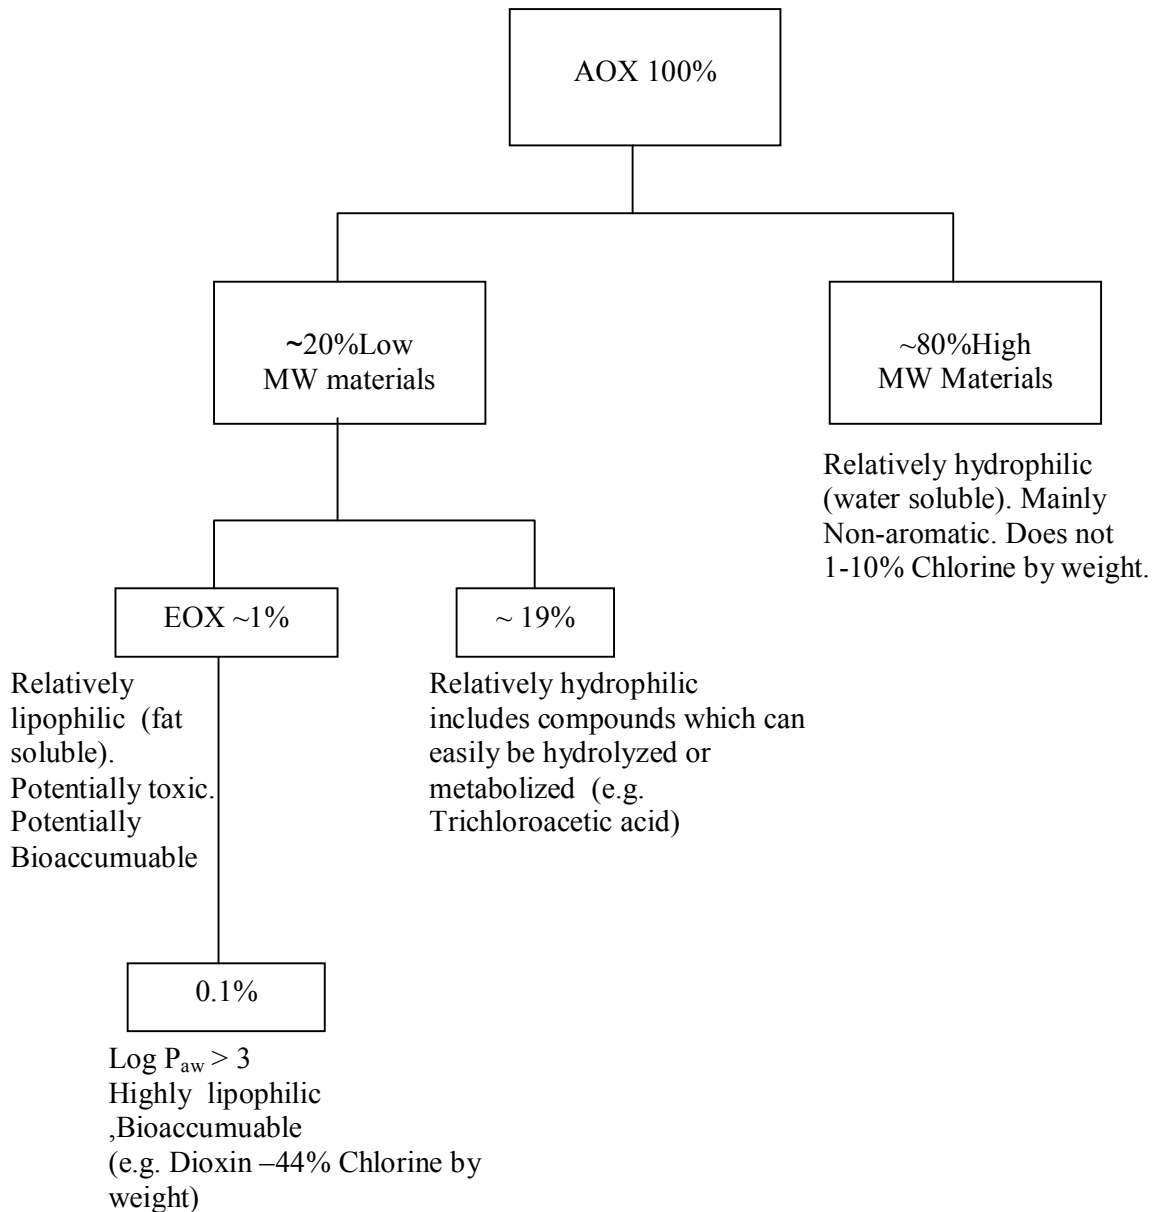 AOX 100%
~20%Low
MW materials
~80%High
MW Materials
Relatively hydrophilic
(water soluble). Mainly
Non-aromatic. Does not
1-10% Chlorine by weight.
EOX ~1%
~ 19%
Relatively
lipophilic (fat
soluble).
Potentially toxic.
Potentially
Bioaccumuable
Relatively hydrophilic
includes compounds which can
easily be hydrolyzed or
metabolized (e.g.
Trichloroacetic acid)
0.1%
Log Paw > 3
Highly lipophilic
,Bioaccumuable
(e.g. Dioxin –44% Chlorine by
weight)